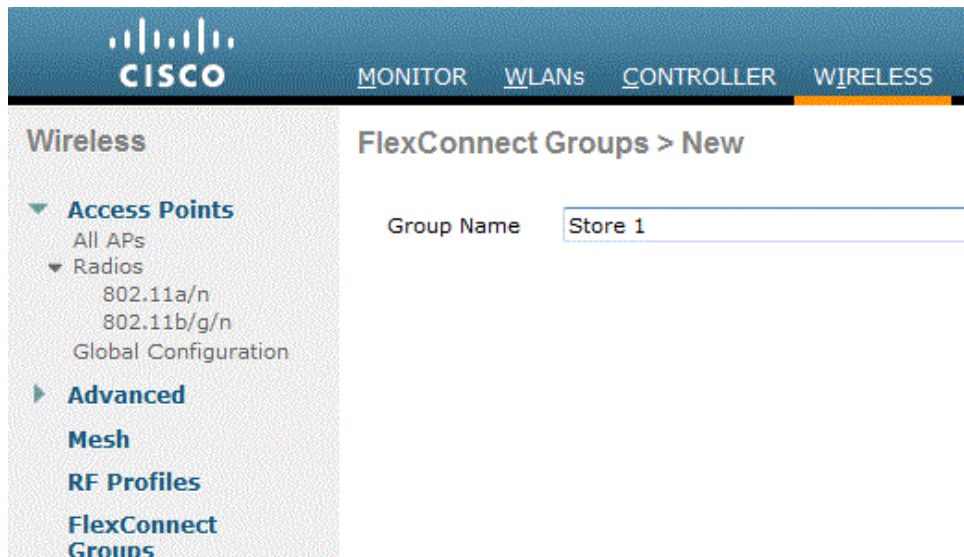 CISCO
MONITOR WLANs CONTROLLER WIRELESS
Wireless
Access Points
All APs
Radios
802.11a/n
802.11b/g/n
Global Configuration
Advanced
Mesh
RF Profiles
FlexConnect
Groups
FlexConnect Groups > New
Group Name Store 1